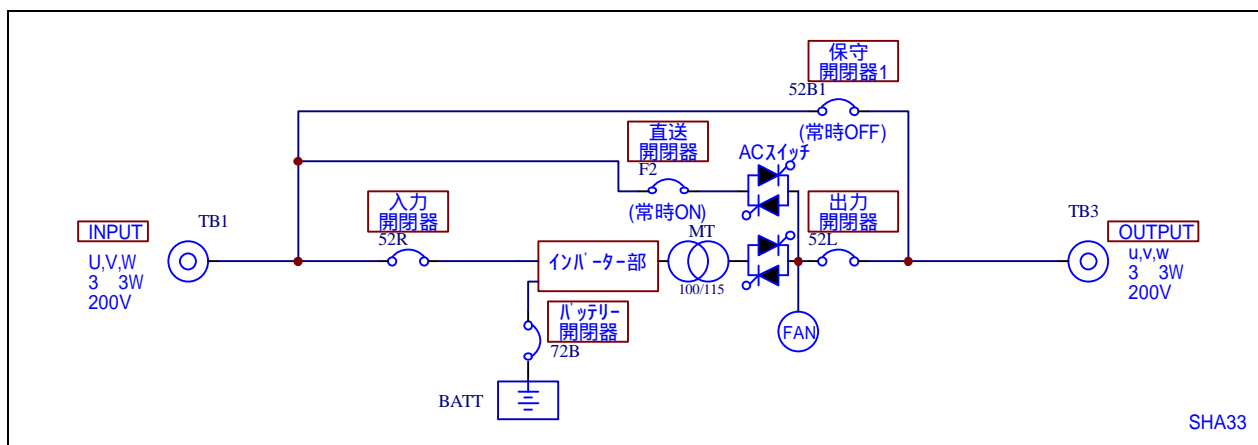 保守
開閉器1
52B1
(常時OFF)
直送
開閉器
F2
(常時ON)
ACスイッチ
入力
開閉器
52R
MT
出力
開閉器
52L
TB1
INPUT
U,V,W
3 3W
200V
インバーター部
100/115
TB3
OUTPUT
u,v,w
3 3W
200V
バッテリー
開閉器
72B
FAN
BATT
SHA33